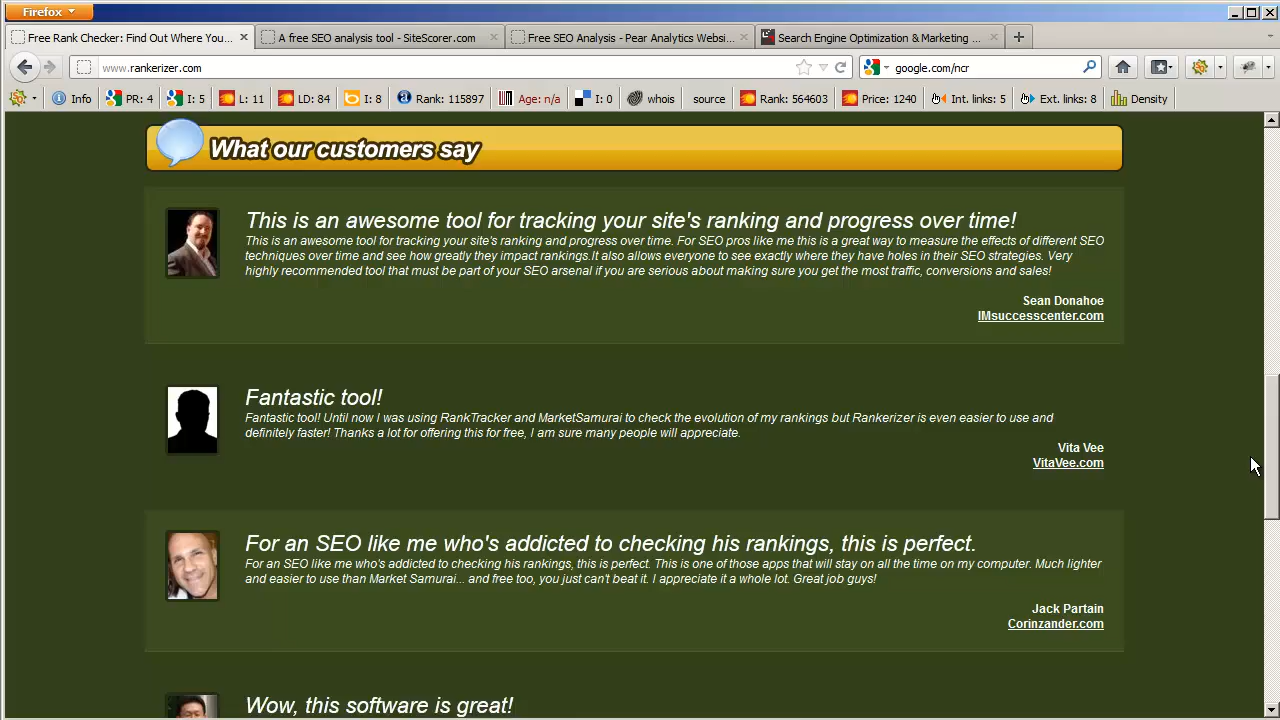 Firefox
Free Rank Checker: Find Out Where You...
A free SEO analysis tool - SiteScorer.com
Free SEO Analysis - Pear Analytics Websi...
Search Engine Optimization & Marketing ...
www.rankerizer.com
google.com/ncr
Info
PR: 4
I: 5
L: 11
LD: 84
I: 8
Rank: 115897
Age: n/a
I: 0
whois
source
Rank: 564603
Price: 1240
Int. links: 5
Ext. links: 8
Density
What our customers say
This is an awesome tool for tracking your site's ranking and progress over time!
This is an awesome tool for tracking your site's ranking and progress over time. For SEO pros like me this is a great way to measure the effects of different SEO
techniques over time and see how greatly they impact rankings.It also allows everyone to see exactly where they have holes in their SEO strategies. Very
highly recommended tool that must be part of your SEO arsenal if you are serious about making sure you get the most traffic, conversions and sales!
Sean Donahoe
IMsuccesscenter.com
Fantastic tool!
Fantastic tool! Until now I was using RankTracker and MarketSamurai to check the evolution of my rankings but Rankerizer is even easier to use and
definitely faster! Thanks a lot for offering this for free, I am sure many people will appreciate.
Vita Vee
VitaVee.com
For an SEO like me who's addicted to checking his rankings, this is perfect.
For an SEO like me who's addicted to checking his rankings, this is perfect. This is one of those apps that will stay on all the time on my computer. Much lighter
and easier to use than Market Samurai... and free too, you just can't beat it. I appreciate it a whole lot. Great job guys!
Jack Partain
Corinzander.com
Wow, this software is great!